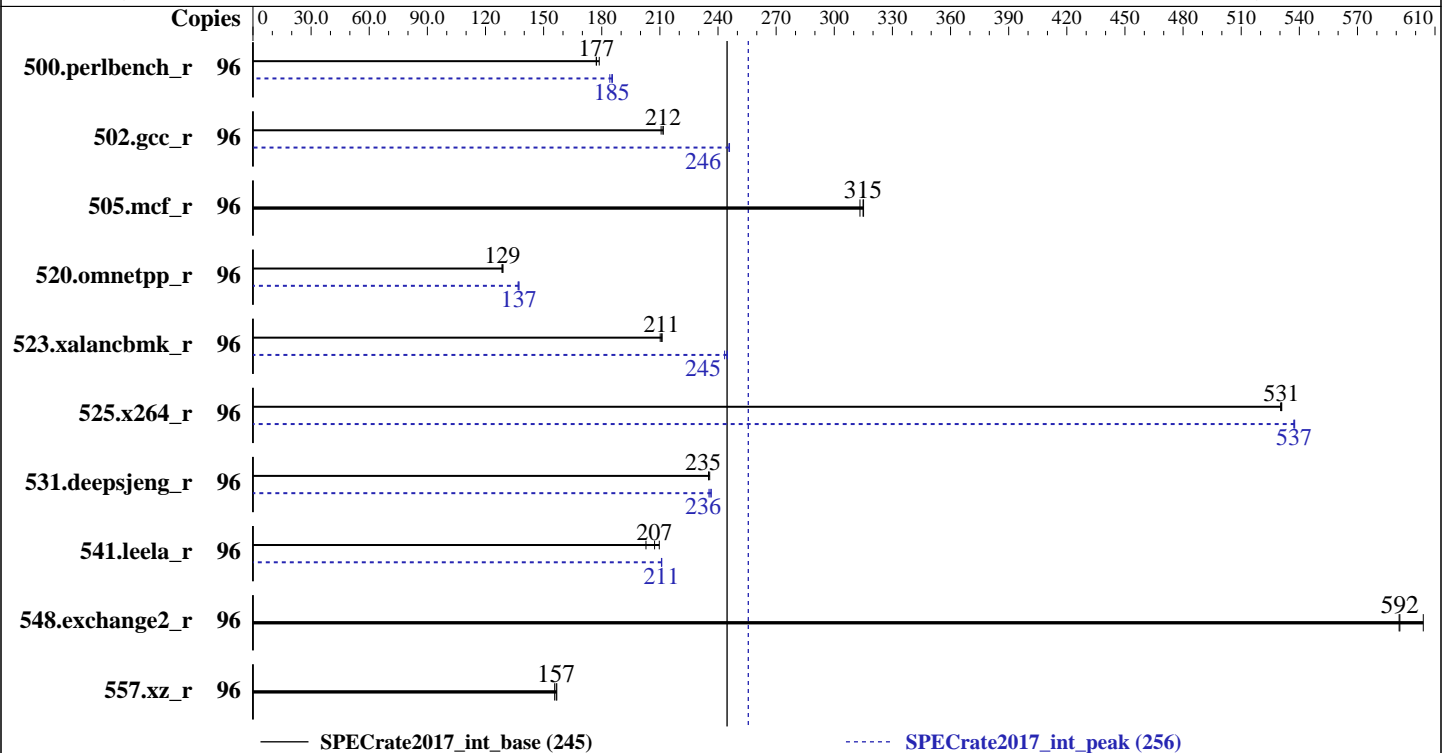 Copies 0 30.0 60.0 90.0 120 150 180 210 240 270 300 330 360 390 420 450 480 510 540 570 610
177
500.perlbench_r 96
185
212
502.gcc_r 96
246
315
505.mcf_r 96
129
520.omnetpp_r 96
137
211
523.xalancbmk_r 96
245
531
525.x264_r 96
537
235
531.deepsjeng_r 96
236
207
541.leela_r 96
211
592
548.exchange2_r 96
157
557.xz_r 96
SPECrate2017_int_base (245) SPECrate2017_int_peak (256)